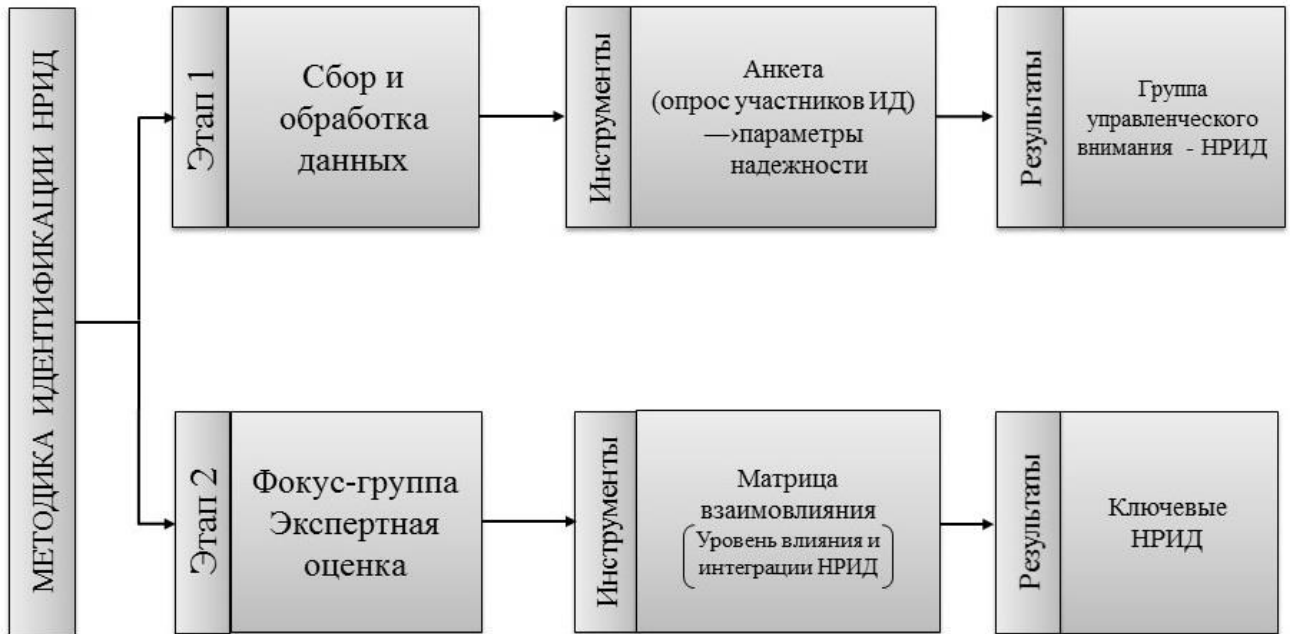 МЕТОДИКА ИДЕНТИФИКАЦИИ НРИД
Этап 1
Сбор и
обработка
данных
Инструменты
Анкета
(опрос участников ИД)
—›параметры
надежности
Результаты
Группа
управленческого
внимания - НРИД
Этап 2
Фокус-группа
Экспертная
оценка
Инструменты
Матрица
взаимовлияния
(Уровень влияния и
интеграции НРИД)
Результаты
Ключевые
НРИД